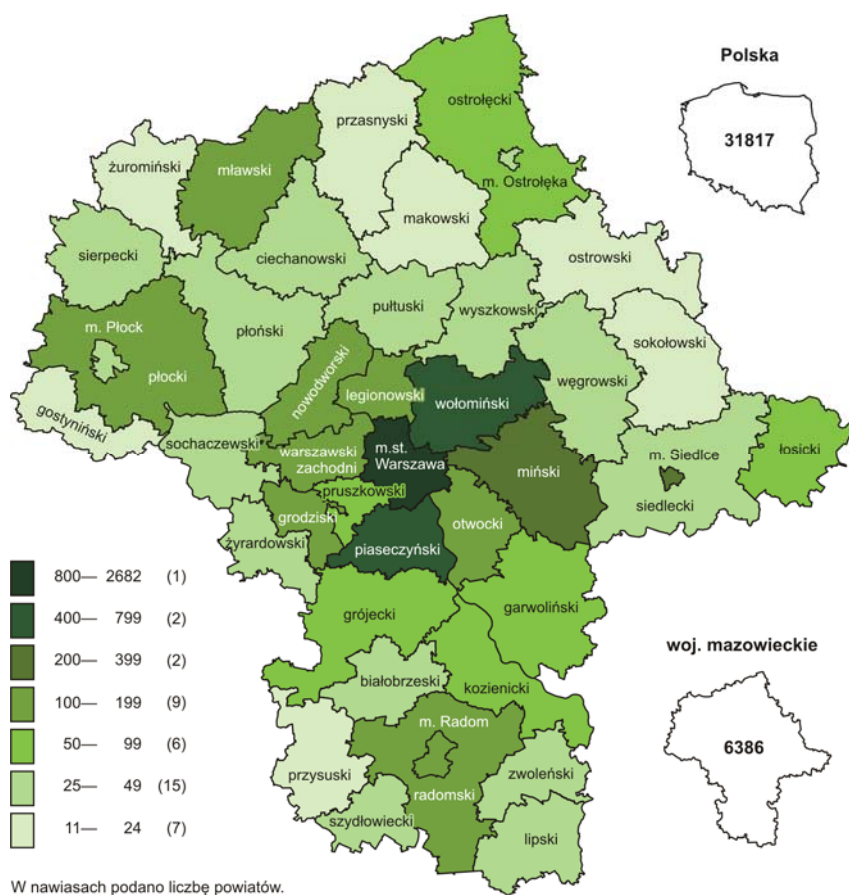 Polska
31817
ostrołęcki
przasnyski
m. Ostrołęka
żuromiński
mławski
makowski
sierpecki
ciechanowski
ostrowski
m. Płock
płocki
płoński
pułtuski
wyszkowski
sokołowski
nowodworski
legionowski
wołomiński
węgrowski
gostyniński
sochaczewski
warszawski
zachodni
m.st.
Warszawa
miński
m. Siedlce
siedlecki
łosicki
pruszkowski
grodziski
otwocki
żyrardowski
piaseczyński
garwoliński
grójecki
800— 2682 (1)
400— 799 (2)
200— 399 (2)
100— 199 (9)
50— 99 (6)
25— 49 (15)
11— 24 (7)
białobrzeski
kozienicki
woj. mazowieckie
6386
m. Radom
przysuski
radomski
zwoleński
szydłowiecki
lipski
W nawiasach podano liczbę powiatów.